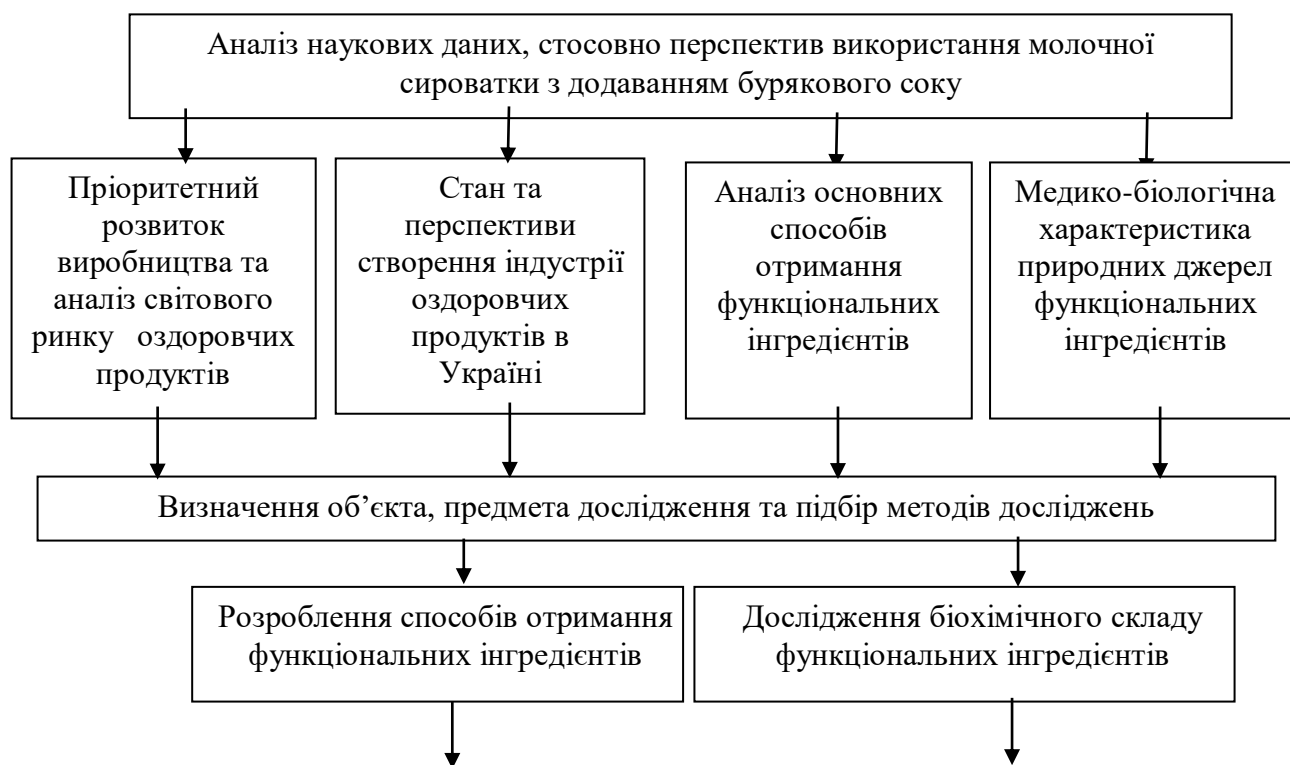 Аналіз наукових даних, стосовно перспектив використання молочної
сироватки з додаванням бурякового соку
Пріоритетний
розвиток
виробництва та
аналіз світового
ринку оздоровчих
продуктів
Стан та
перспективи
створення індустрії
оздоровчих
продуктів в
Україні
Аналіз основних
способів
отримання
функціональних
інгредієнтів
Медико-біологічна
характеристика
природних джерел
функціональних
інгредієнтів
Визначення об’єкта, предмета дослідження та підбір методів досліджень
Розроблення способів отримання
функціональних інгредієнтів
Дослідження біохімічного складу
функціональних інгредієнтів